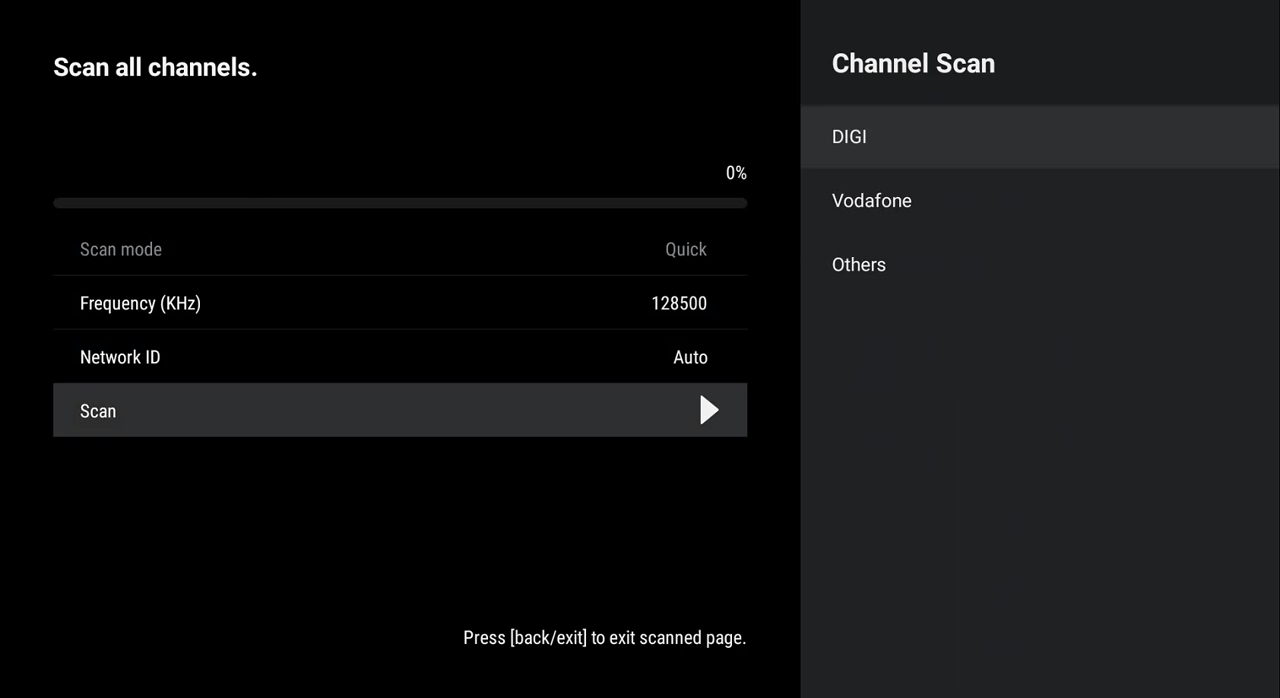 Scan all channels.
0%
Scan mode Quick
Frequency (KHz) 128500
Network ID Auto
Scan
Press [back/exit] to exit scanned page.
Channel Scan
DIGI
Vodafone
Others